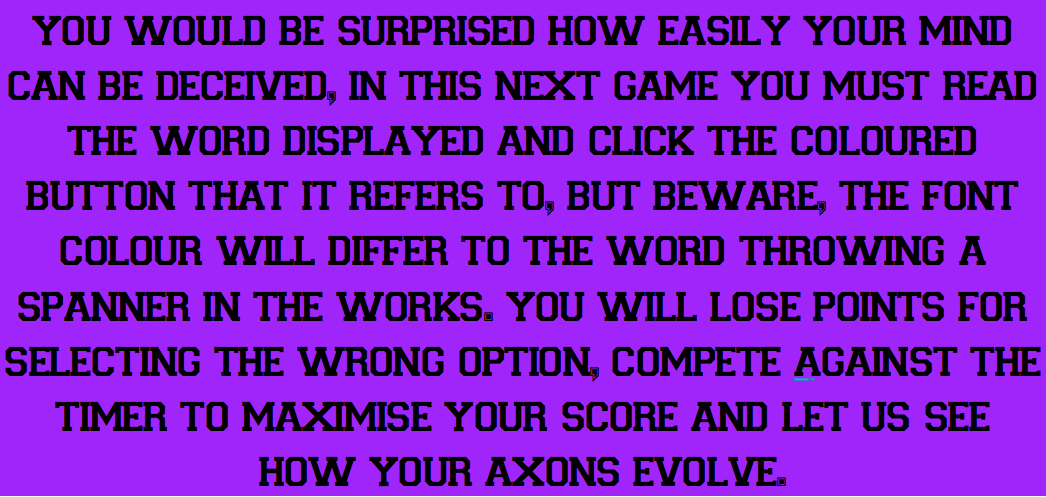 YOU WOULD BE SURPRISED HOW EASILY YOUR MIND
CAN BE DECEIVED, IN THIS NEXT GAME YOU MUST READ
THE WORD DISPLAYED AND CLICK THE COLOURED
BUTTON THAT IT REFERS TO, BUT BEWARE, THE FONT
COLOUR WILL DIFFER TO THE WORD THROWING A
SPANNER IN THE WORKS. YOU WILL LOSE POINTS FOR
SELECTING THE WRONG OPTION, COMPETE AGAINST THE
TIMER TO MAXIMISE YOUR SCORE AND LET US SEE
HOW YOUR AXONS EVOLVE.